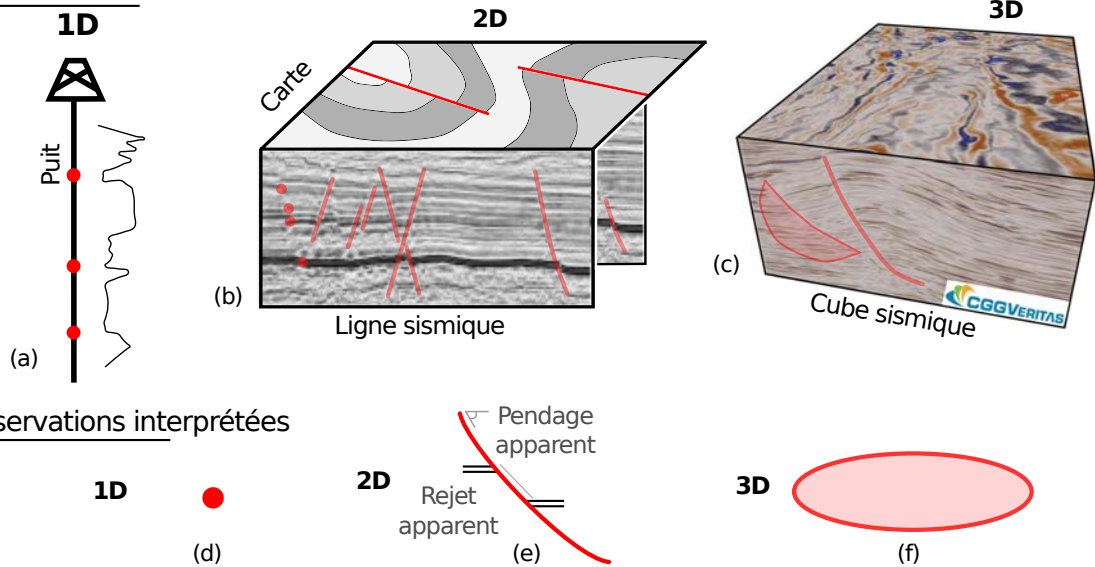 1D
2D
3D
Carte
Puit
(a)
(b)
Ligne sismique
(c)
CGGVERITAS
Cube sismique
servations interprétées
1D
(d)
2D
Pendage
apparent
Rejet
apparent
(e)
3D
(f)